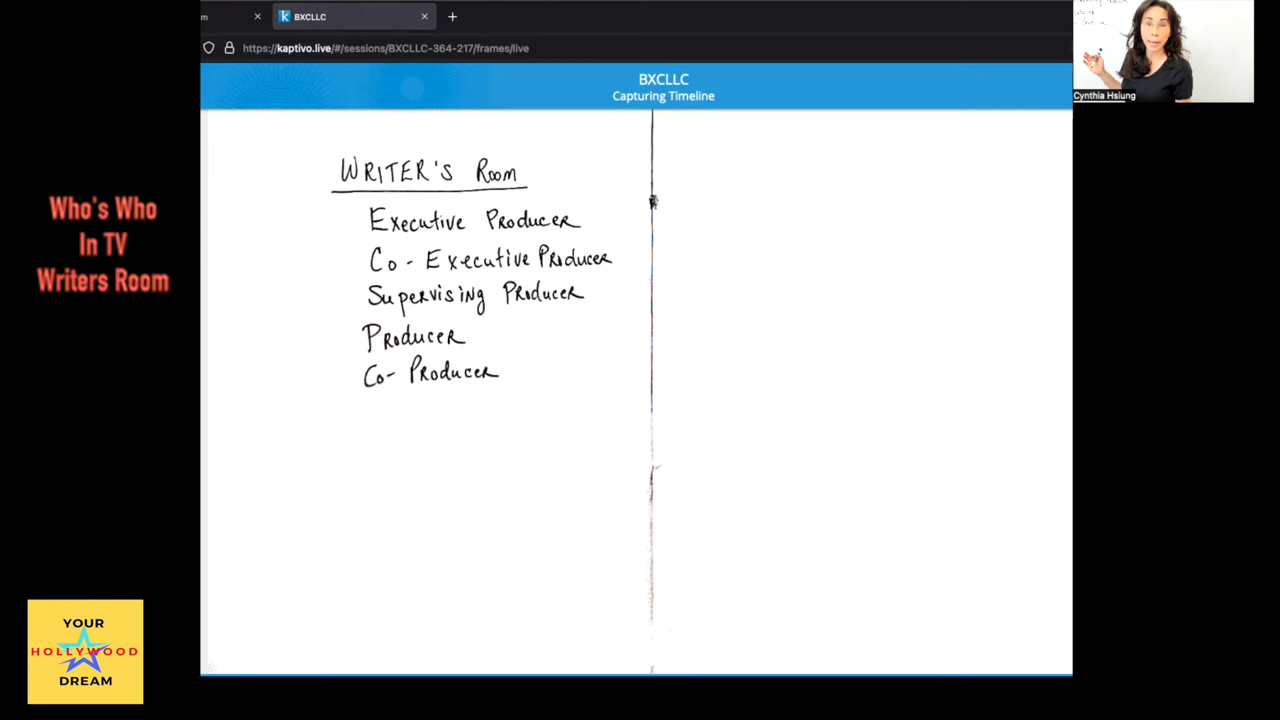 m
BXCLLC
https://kaptivo.live/#/sessions/BXCLLC-364-217/frames/live
BXCLLC
Capturing Timeline
Cynthia Hsiung
WRITER'S Room
Executive Producer
Co-Executive Producer
Supervising Producer
Producer
Co-Producer
Who's Who
In TV
Writers Room
YOUR
HOLLYWOOD
DREAM